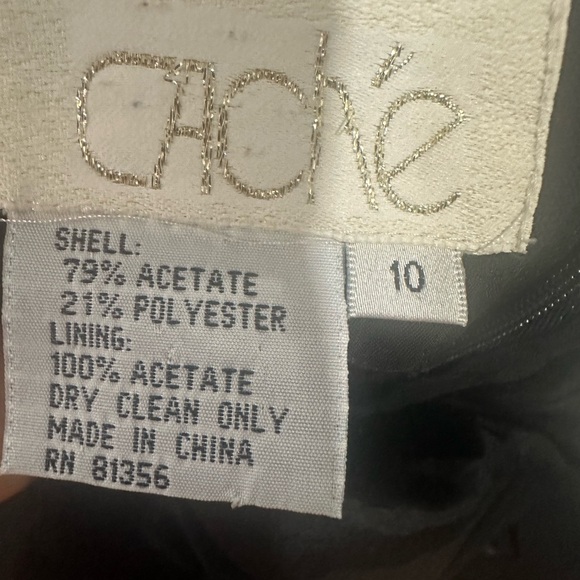 CAché
10
SHELL:
79% ACETATE
21% POLYESTER
LINING:
100% ACETATE
DRY CLEAN ONLY
MADE IN CHINA
RN 81356